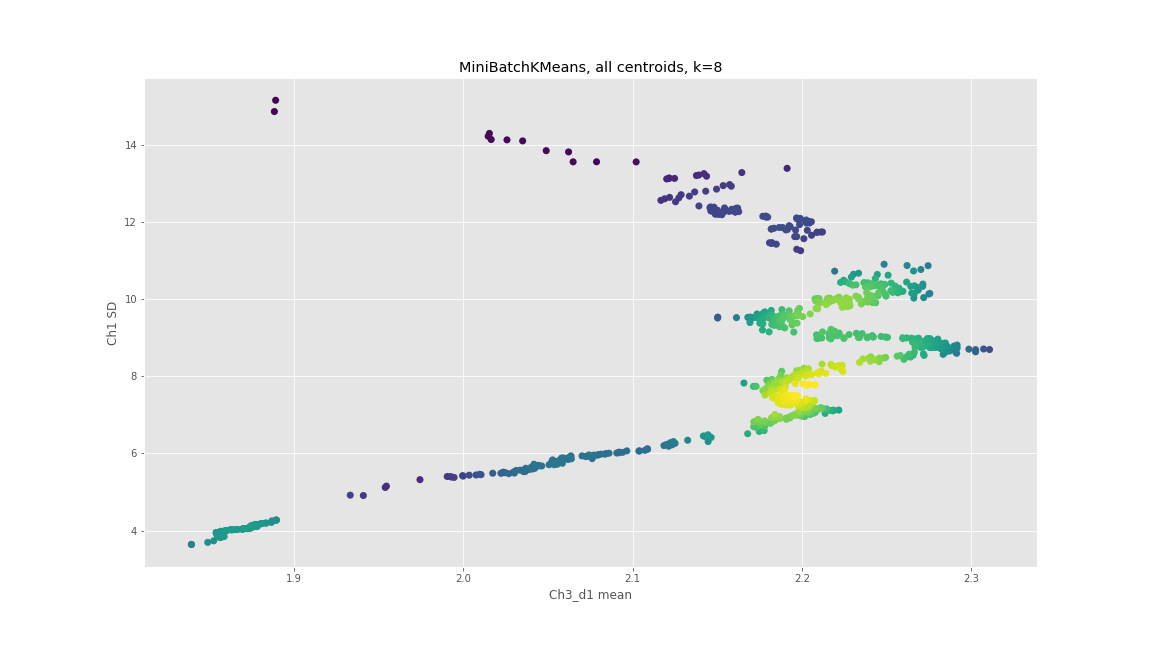 MiniBatchKMeans, all centroids, k=8
14
12
10
8
6
4
Ch1 SD
1.9 2.0 2.1 2.2 2.3
Ch3_d1 mean